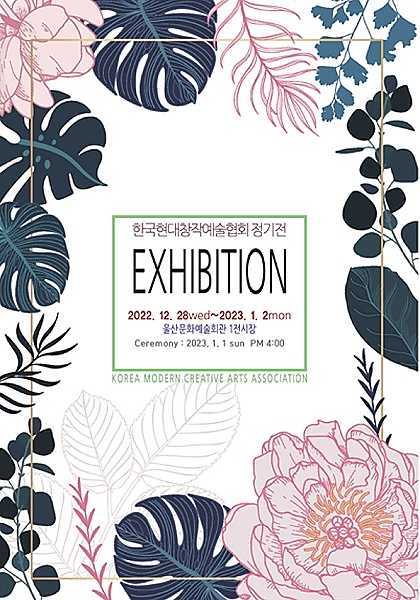 한국현대창작예술협회 정기전
EXHIBITION
2022. 12. 28wed~2023. 1. 2mon
울산문화예술회관 1전시장
Ceremony : 2023. 1. 1 sun PM 4:00
KOREA MODERN CREATIVE ARTS ASSOCIATION